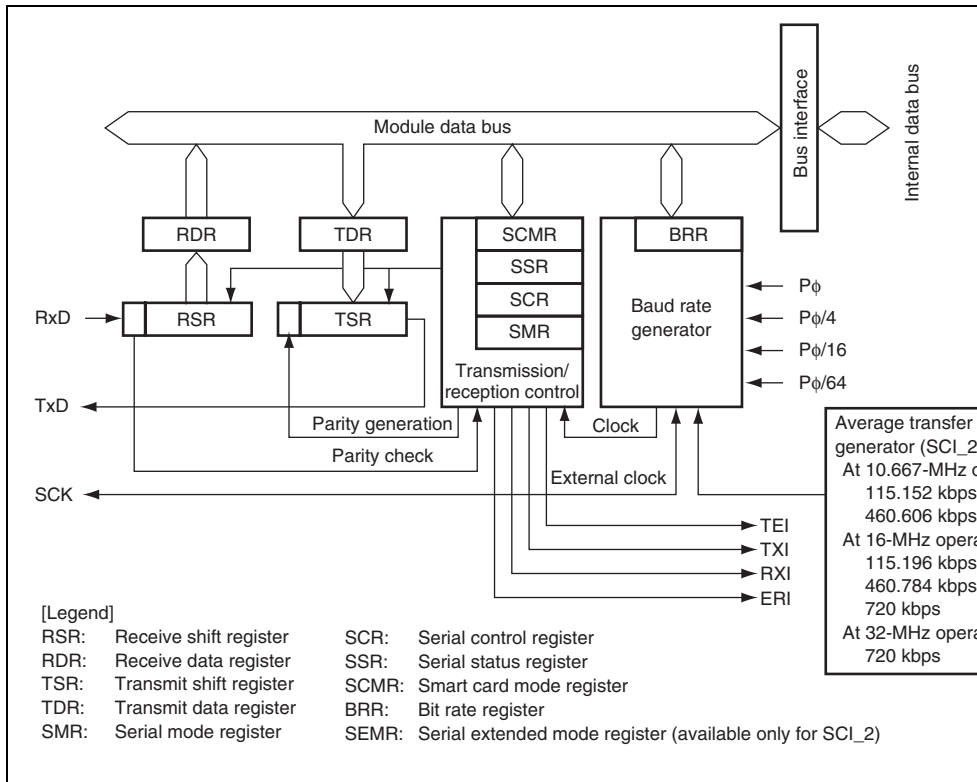 Module data bus
Bus interface
Internal data bus
RDR
TDR
SCMR
BRR
SSR
SCR
SMR
RxD
RSR
TSR
Baud rate
generator
Pϕ
Pϕ/4
Pϕ/16
Pϕ/64
Transmission/
reception control
TxD
Parity generation
Clock
Parity check
SCK
External clock
TEI
TXI
RXI
ERI
Average transfer
generator (SCI_2
At 10.667-MHz
115.152 kbps
460.606 kbps
At 16-MHz
115.196 kbps
460.784 kbps
720 kbps
At 32-MHz
720 kbps
[Legend]
RSR: Receive shift register
RDR: Receive data register
TSR: Transmit shift register
TDR: Transmit data register
SMR: Serial mode register
SCR: Serial control register
SSR: Serial status register
SCMR: Smart card mode register
BRR: Bit rate register
SEMR: Serial extended mode register (available only for SCI_2)